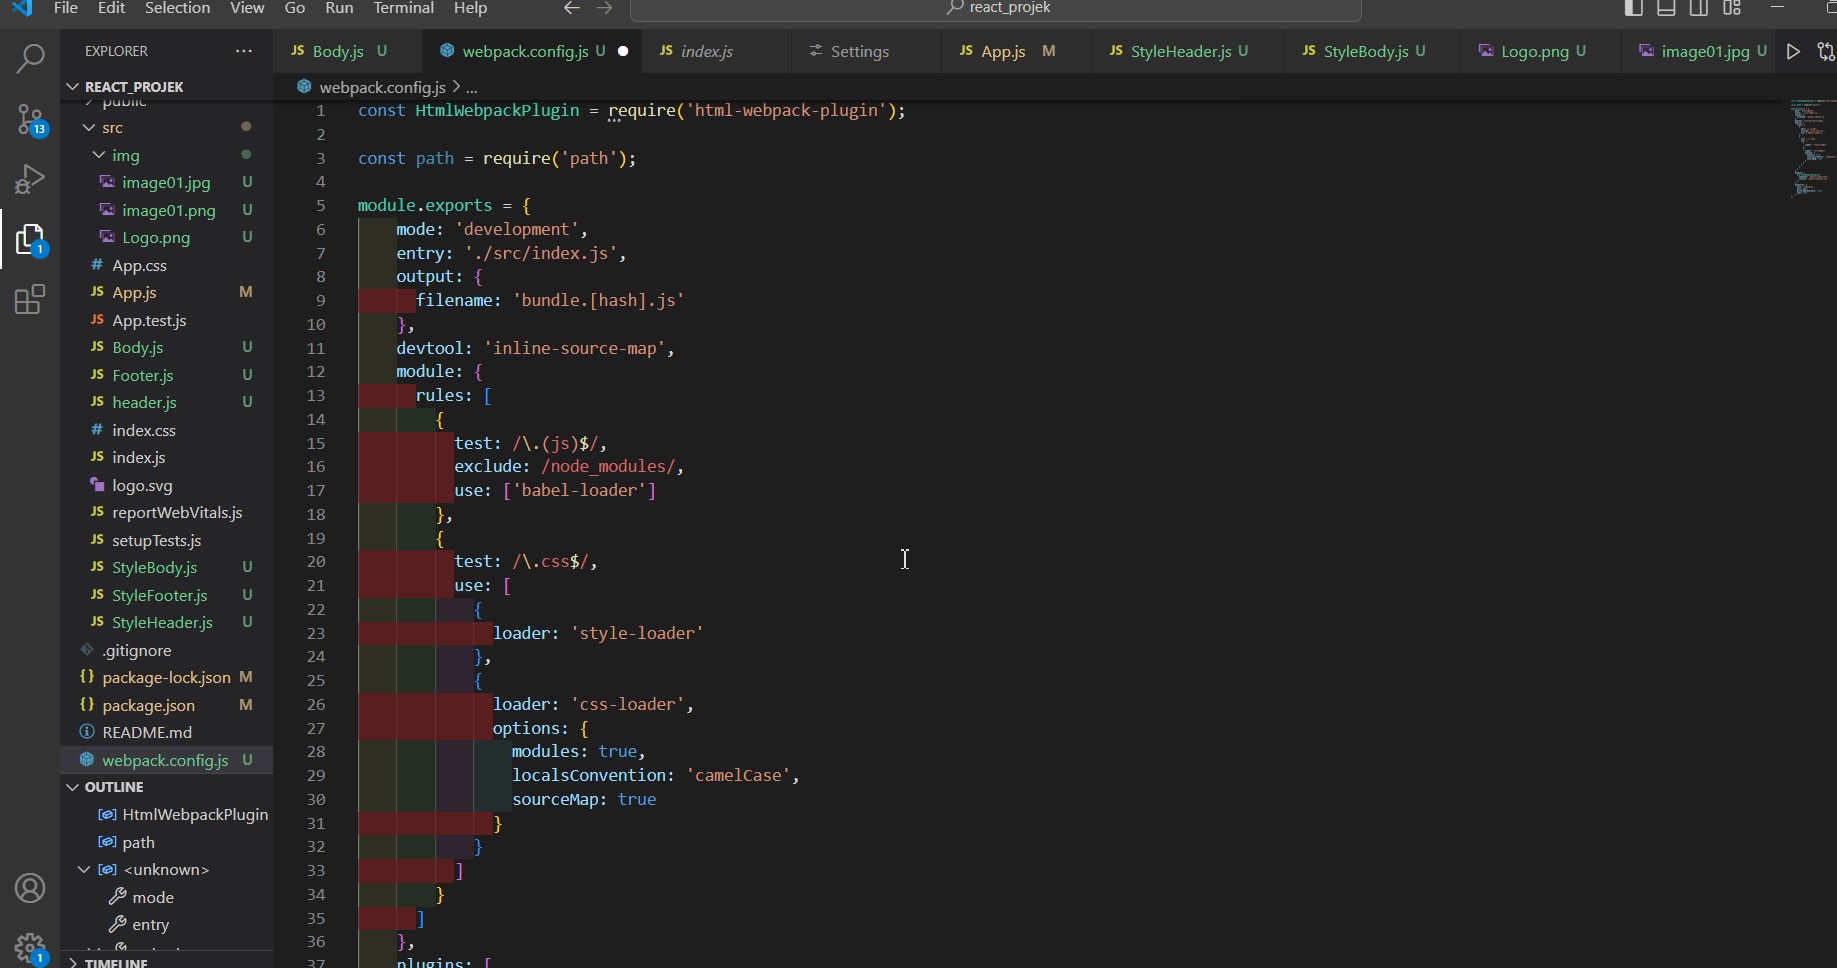 File Edit Selection View Go Run Terminal Help react_projek
EXPLORER ...
Body.js U webpack.config.js U index.js Settings App.js M StyleHeader.js U StyleBody.js U Logo.png U image01.jpg U
REACT_PROJEK
webpack.config.js > ...
public
src
img
image01.jpg U
image01.png U
Logo.png U
App.css
App.js M
App.test.js
Body.js U
Footer.js U
header.js U
index.css
index.js
logo.svg
reportWebVitals.js
setupTests.js
StyleBody.js U
StyleFooter.js U
StyleHeader.js U
.gitignore
package-lock.json M
package.json M
README.md
webpack.config.js U
OUTLINE
HtmlWebpackPlugin
path
<unknown>
mode
entry
TIMELINE
13
1
1
1 const HtmlWebpackPlugin = require('html-webpack-plugin');
2
3 const path = require('path');
4
5 module.exports = {
6 mode: 'development',
7 entry: './src/index.js',
8 output: {
9 filename: 'bundle.[hash].js'
10 },
11 devtool: 'inline-source-map',
12 module: {
13 rules: [
14 {
15 test: /\.(js)$/,
16 exclude: /node_modules/,
17 use: ['babel-loader']
18 },
19 {
20 test: /\.css$/,
21 use: [
22 {
23 loader: 'style-loader'
24 },
25 {
26 loader: 'css-loader',
27 options: {
28 modules: true,
29 localsConvention: 'camelCase',
30 sourceMap: true
31 }
32 }
33 ]
34 }
35 ]
36 },
37 plugins: [